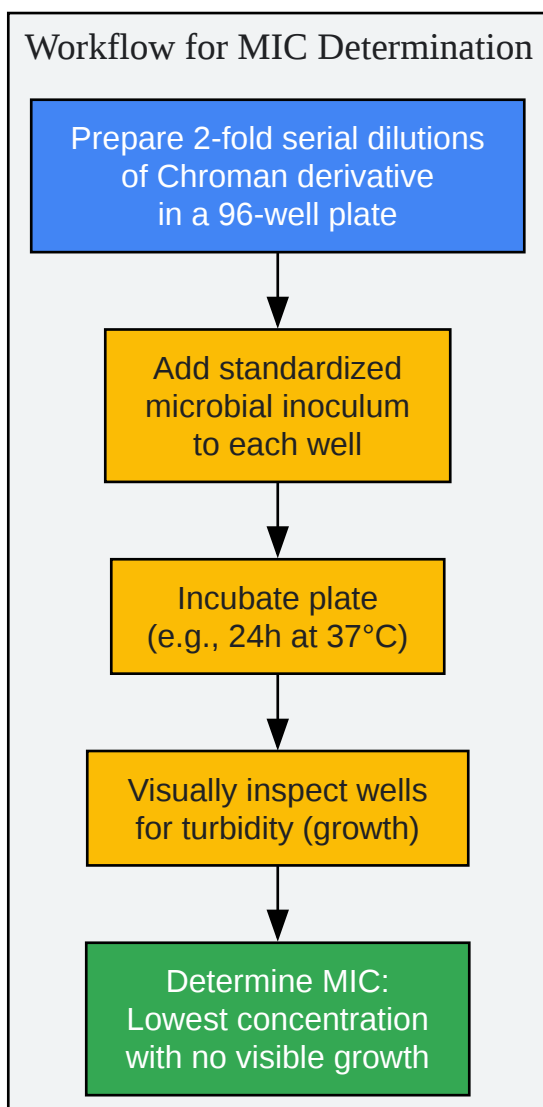 Workflow for MIC Determination
Prepare 2-fold serial dilutions
of Chroman derivative
in a 96-well plate
Add standardized
microbial inoculum
to each well
Incubate plate
(e.g., 24h at 37°C)
Visually inspect wells
for turbidity (growth)
Determine MIC:
Lowest concentration
with no visible growth